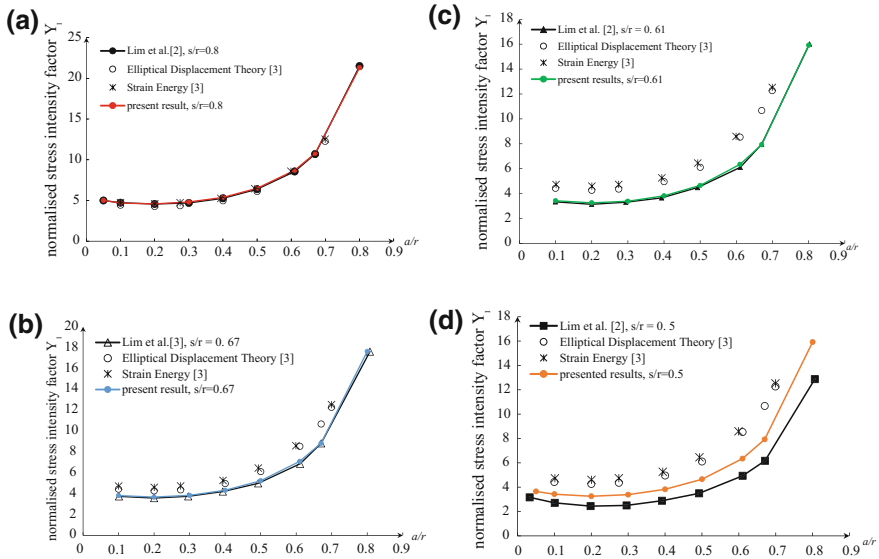 (a)
normalised stress intensity factor Y_I
25
20
15
10
5
0
Lim et al.[2], s/r=0.8
Elliptical Displacement Theory [3]
Strain Energy [3]
present result, s/r=0.8
0.1 0.2 0.3 0.4 0.5 0.6 0.7 0.8 0.9
a/r
(c)
normalised stress intensity factor Y_I
16
14
12
10
8
6
4
2
0
Lim et al. [2], s/r = 0. 61
Elliptical Displacement Theory [3]
Strain Energy [3]
present results, s/r=0.61
0.1 0.2 0.3 0.4 0.5 0.6 0.7 0.8 0.9
a/r
(b)
normalised stress intensity factor Y_I
20
18
16
14
12
10
8
6
4
2
0
Lim et al.[3], s/r = 0. 67
Elliptical Displacement Theory [3]
Strain Energy [3]
present result, s/r=0.67
0.1 0.2 0.3 0.4 0.5 0.6 0.7 0.8 0.9
a/r
(d)
normalised stress intensity factor Y_I
18
16
14
12
10
8
6
4
2
0
Lim et al. [2], s/r = 0. 5
Elliptical Displacement Theory [3]
Strain Energy [3]
presented results, s/r=0.5
0.1 0.2 0.3 0.4 0.5 0.6 0.7 0.8
a/r